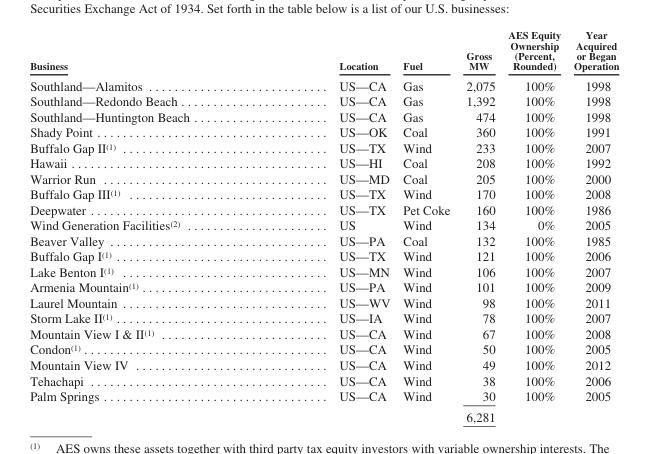 Securities Exchange Act of 1934. Set forth in the table below is a list of our U.S. businesses:
Business Location Fuel Gross MW AES Equity Ownership (Percent, Rounded) Year Acquired or Began Operation
Southland—Alamitos US—CA Gas 2,075 100% 1998
Southland—Redondo Beach US—CA Gas 1,392 100% 1998
Southland—Huntington Beach US—CA Gas 474 100% 1998
Shady Point US—OK Coal 360 100% 1991
Buffalo Gap II(1) US—TX Wind 233 100% 2007
Hawaii US—HI Coal 208 100% 1992
Warrior Run US—MD Coal 205 100% 2000
Buffalo Gap III(1) US—TX Wind 170 100% 2008
Deepwater US—TX Pet Coke 160 100% 1986
Wind Generation Facilities(2) US Wind 134 0% 2005
Beaver Valley US—PA Coal 132 100% 1985
Buffalo Gap I(1) US—TX Wind 121 100% 2006
Lake Benton I(1) US—MN Wind 106 100% 2007
Armenia Mountain(1) US—PA Wind 101 100% 2009
Laurel Mountain US—WV Wind 98 100% 2011
Storm Lake II(1) US—IA Wind 78 100% 2007
Mountain View I & II(1) US—CA Wind 67 100% 2008
Condon(1) US—CA Wind 50 100% 2005
Mountain View IV US—CA Wind 49 100% 2012
Tehachapi US—CA Wind 38 100% 2006
Palm Springs US—CA Wind 30 100% 2005
6,281
(1) AES owns these assets together with third party tax equity investors with variable ownership interests. The